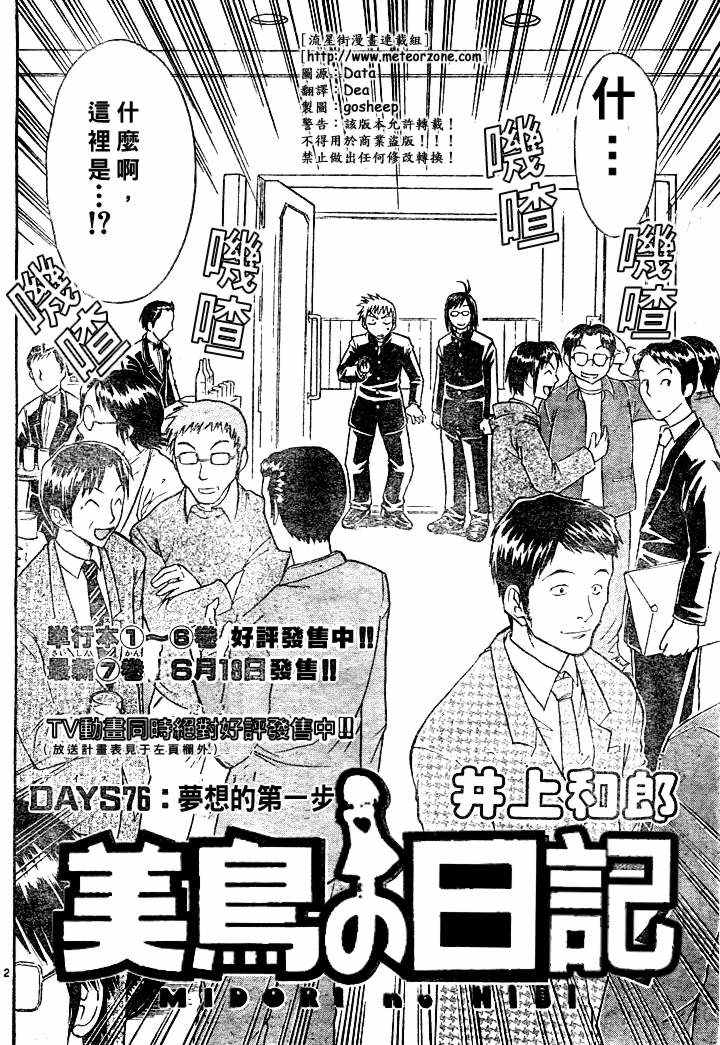 [流星街漫畫連載組]
[http://www.meteorzone.com]
圖源：Data
翻譯：Dea
製圖：gosheep
警告：該版本允許轉載！
不得用於商業盜版！！！
禁止做出任何修改轉換！
什…
什麼啊，
這裡是…!?
嘰喳
嘰喳
嘰喳
嘰喳
單行本①～⑥卷 好評發售中!!
最新⑦卷 6月18日發售!!
TV動畫同時絕對好評發售中!!
(放送計畫表見于左頁欄外)
DAYS76：夢想的第一步
井上和郎
美鳥の日記
MIDORI no HIBI
2